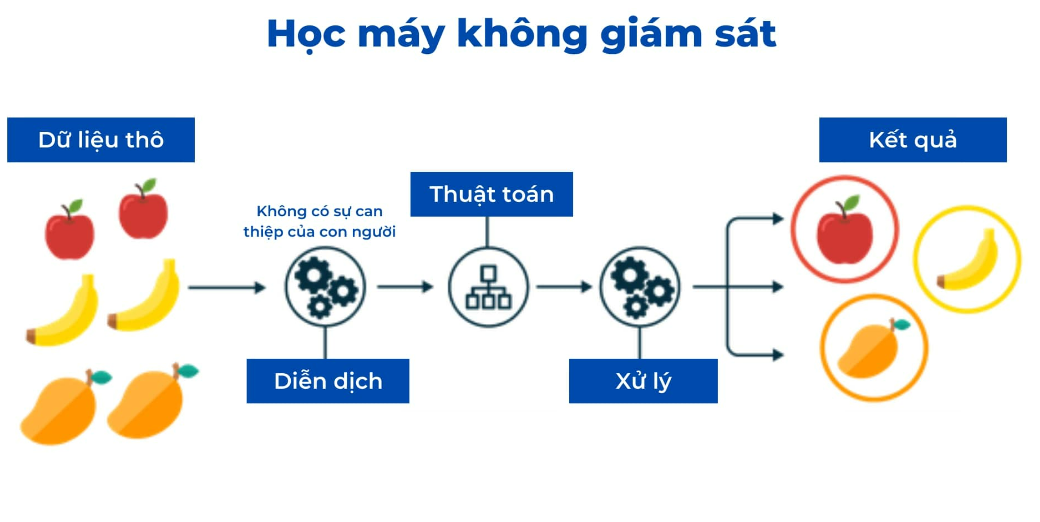 Học máy không giám sát
Dữ liệu thô
Không có sự can
thiệp của con người
Diễn dịch
Thuật toán
Xử lý
Kết quả